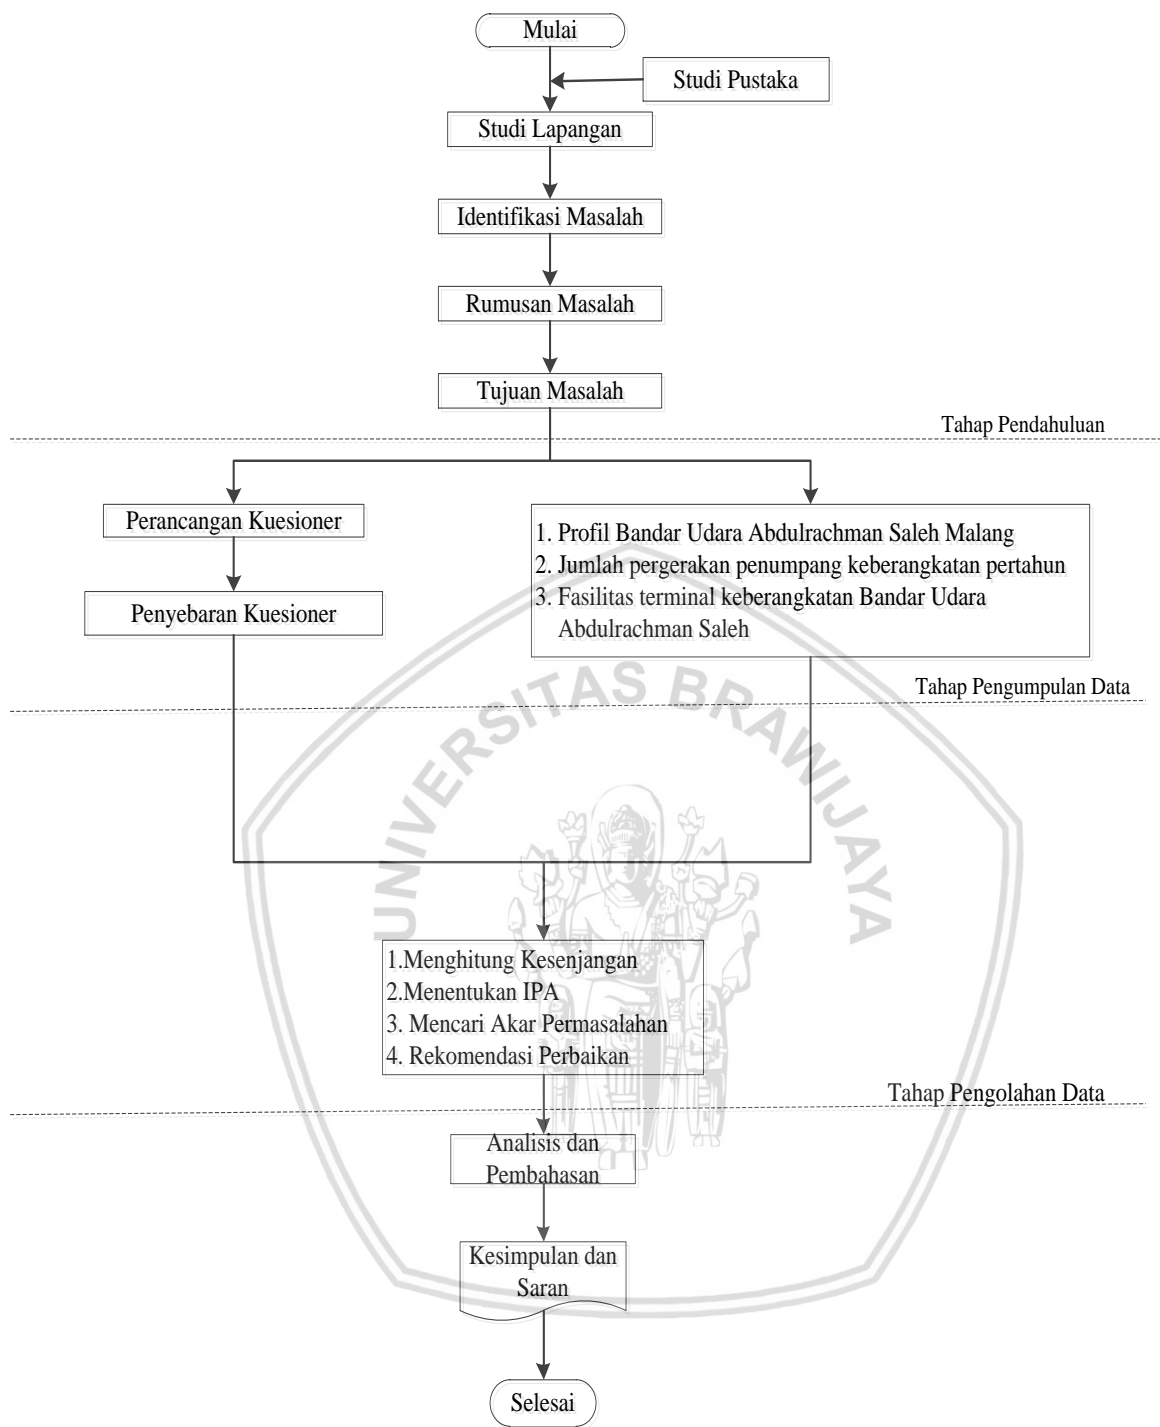 Mulai
Studi Pustaka
Studi Lapangan
Identifikasi Masalah
Rumusan Masalah
Tujuan Masalah
Tahap Pendahuluan
Perancangan Kuesioner
Penyebaran Kuesioner
1. Profil Bandar Udara Abdulrachman Saleh Malang
2. Jumlah pergerakan penumpang keberangkatan pertahun
3. Fasilitas terminal keberangkatan Bandar Udara
Abdulrachman Saleh
Tahap Pengumpulan Data
UNIVERSITAS BRAWIJAYA
1.Menghitung Kesenjangan
2.Menentukan IPA
3. Mencari Akar Permasalahan
4. Rekomendasi Perbaikan
Tahap Pengolahan Data
Analisis dan
Pembahasan
Kesimpulan dan
Saran
Selesai